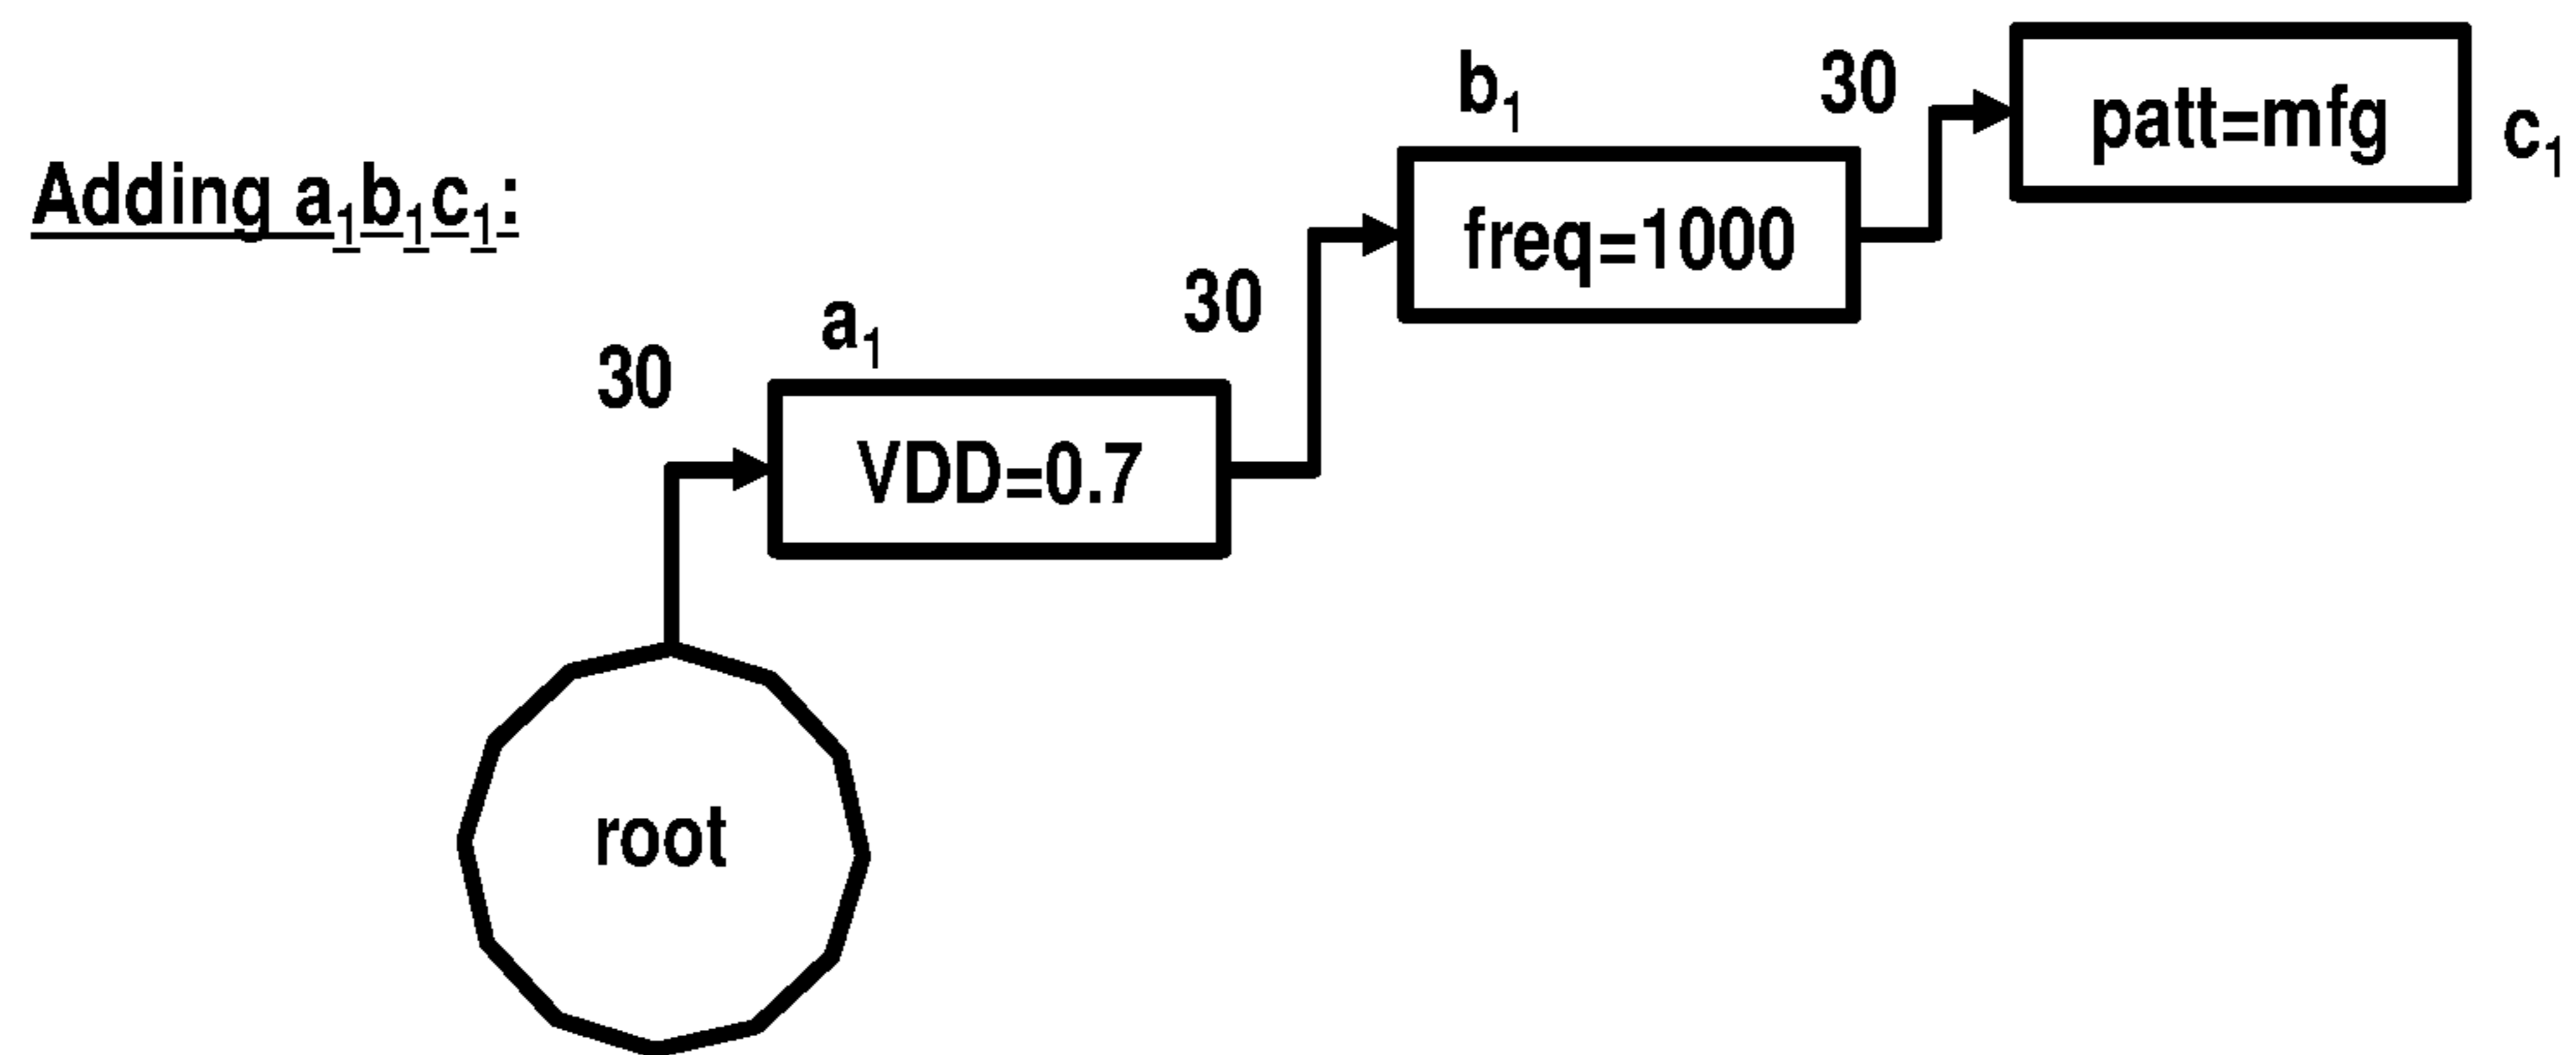 Adding a₁b₁c₁:
30
a₁
VDD=0.7
30
b₁
freq=1000
30
patt=mfg
c₁
root